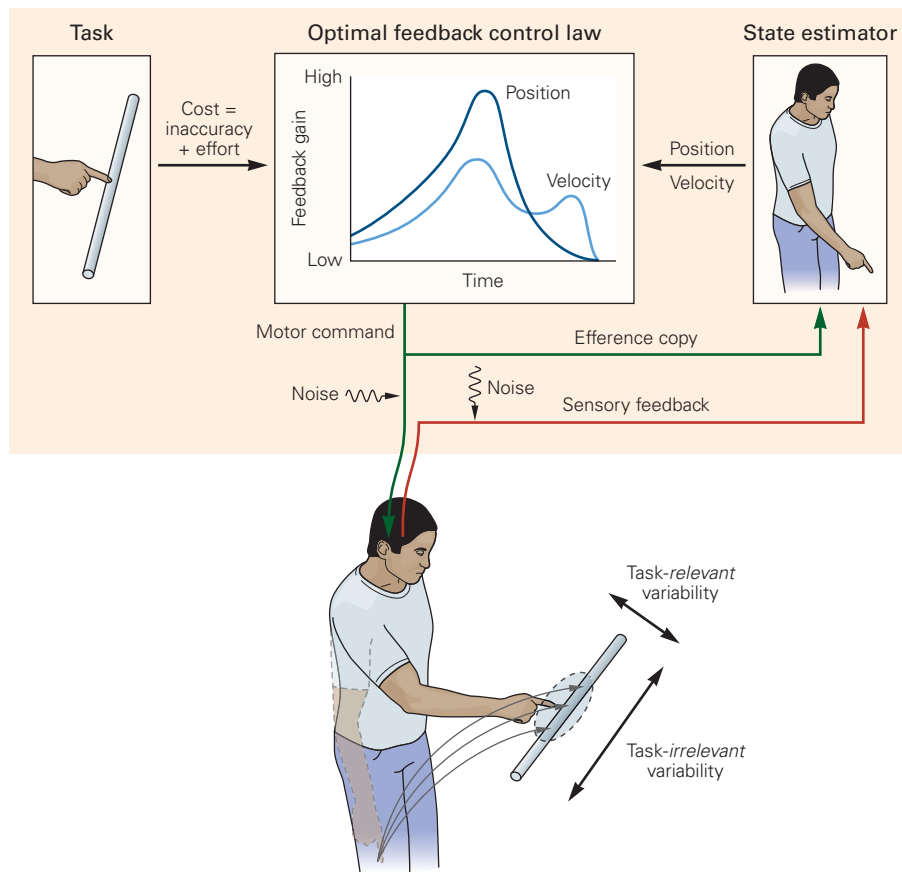 Task
Optimal feedback control law
State estimator
Cost =
inaccuracy
+ effort
High
Feedback gain
Low
Position
Velocity
Time
Position
Velocity
Motor command
Efference copy
Noise
Noise
Sensory feedback
Task-relevant
variability
Task-irrelevant
variability